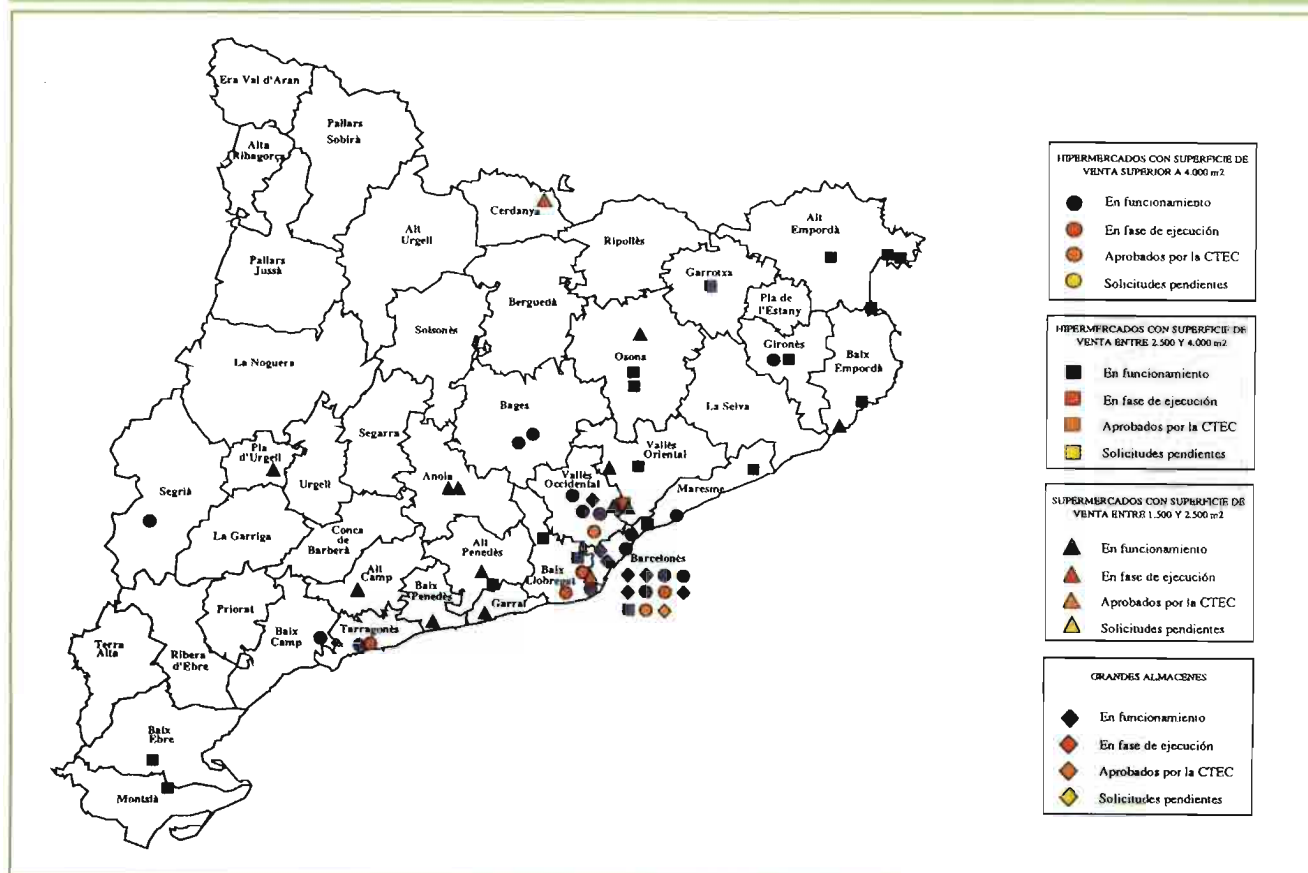 Era Val d'Aran
Pallars
Sobirà
Alta
Ribagorça
Cerdanya
Alt
Urgell
Ripollès
Alt
Empordà
Pallars
Jussà
Garrotxa
Berguedà
Pla de
l'Estany
Solsonès
Osona
Gironès
La Noguera
Baix
Empordà
Bages
La Selva
Segarra
Pla
d'Urgell
Vallès
Oriental
Anoia
Vallès
Occidental
Urgell
Segrià
Maresme
La Garriga
Conca
de
Barberà
Alt
Penedès
Barcelonès
Alt
Camp
Baix
Llobregat
Baix
Penedès
Garraf
Priorat
Baix
Camp
Tarragonès
Terra
Alta
Ribera
d'Ebre
Baix
Ebre
Montsià
HIPERMERCADOS CON SUPERFICIE DE
VENTA SUPERIOR A 4.000 m2
En funcionamiento
En fase de ejecución
Aprobados por la CTEC
Solicitudes pendientes
HIPERMERCADOS CON SUPERFICIE DE
VENTA ENTRE 2.500 Y 4.000 m2
En funcionamiento
En fase de ejecución
Aprobados por la CTEC
Solicitudes pendientes
SUPERMERCADOS CON SUPERFICIE DE
VENTA ENTRE 1.500 Y 2.500 m2
En funcionamiento
En fase de ejecución
Aprobados por la CTEC
Solicitudes pendientes
GRANDES ALMACENES
En funcionamiento
En fase de ejecución
Aprobados por la CTEC
Solicitudes pendientes